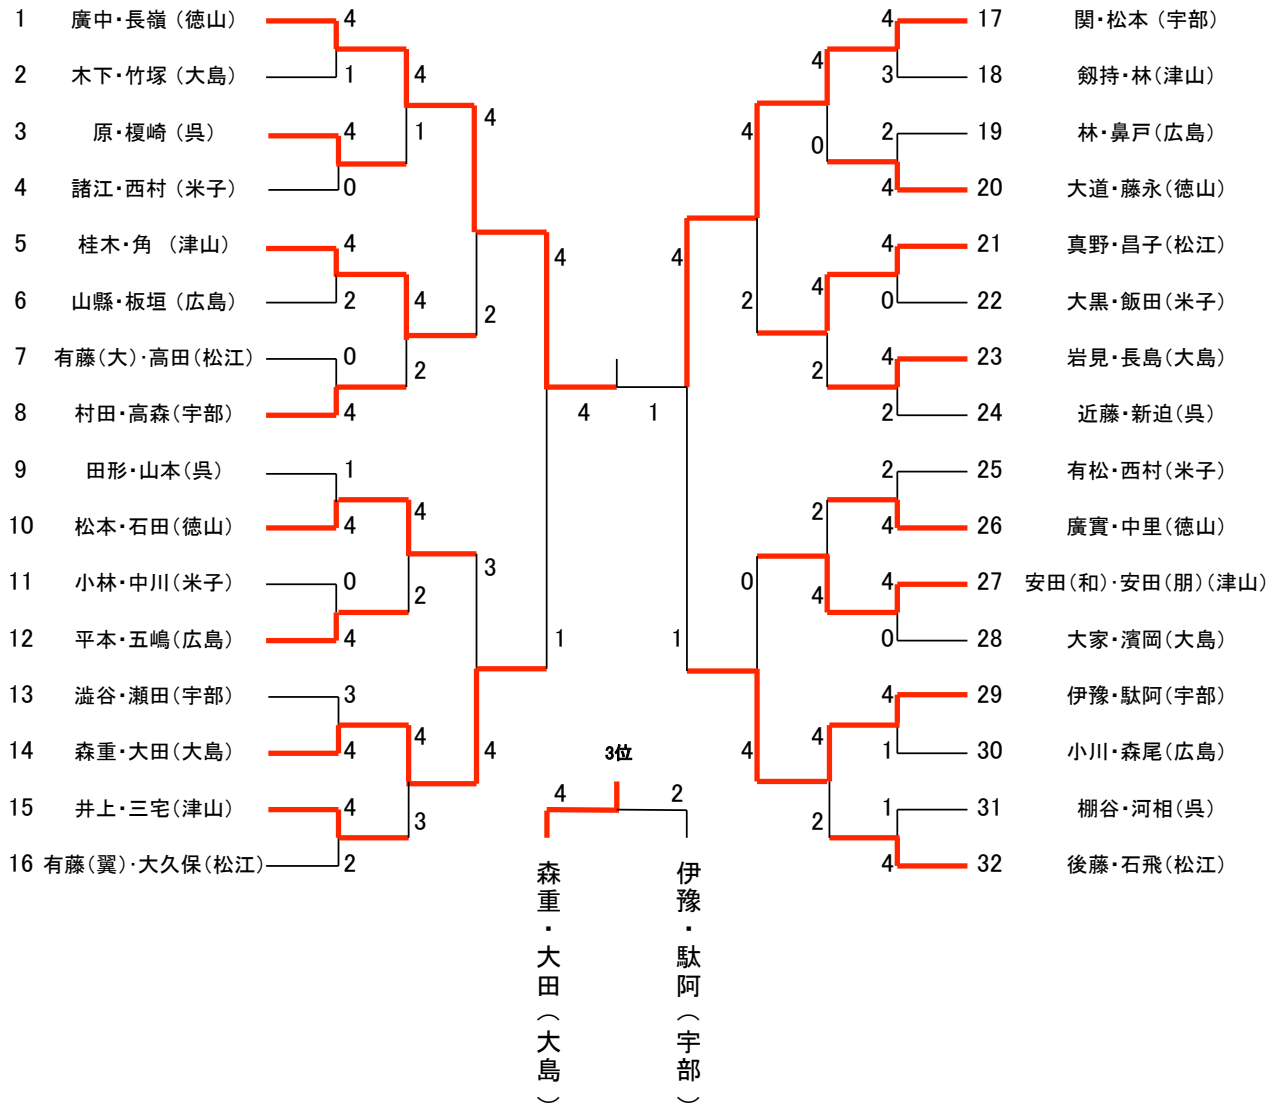 1 廣中・長嶺（徳山） 4 4 17 関・松本（宇部）
4 4
2 木下・竹塚（大島） 1 3 18 剱持・林（津山）
4 4
3 原・榎崎（呉） 4 1 0 2 19 林・鼻戸（広島）
4 諸江・西村（米子） 0 4 20 大道・藤永（徳山）
5 桂木・角 （津山） 4 4 4 4 21 真野・昌子（松江）
6 山縣・板垣（広島） 2 4 2 2 4 0 22 大黒・飯田（米子）
7 有藤（大）・高田（松江） 0 2 2 4 23 岩見・長島（大島）
8 村田・高森（宇部） 4 4 1 2 24 近藤・新迫（呉）
9 田形・山本（呉） 1 2 25 有松・西村（米子）
4 2
10 松本・石田（徳山） 4 4 26 廣實・中里（徳山）
3 0
11 小林・中川（米子） 0 2 4 4 27 安田（和）・安田（朋）（津山）
12 平本・五嶋（広島） 4 1 1 0 28 大家・濱岡（大島）
13 澁谷・瀬田（宇部） 3 4 29 伊豫・駄阿（宇部）
4 4
14 森重・大田（大島） 4 4 3位 4 1 30 小川・森尾（広島）
4 2
15 井上・三宅（津山） 4 3 2 1 31 棚谷・河相（呉）
16 有藤（翼）・大久保（松江） 2 4 32 後藤・石飛（松江）
森重・大田（大島）
伊豫・駄阿（宇部）